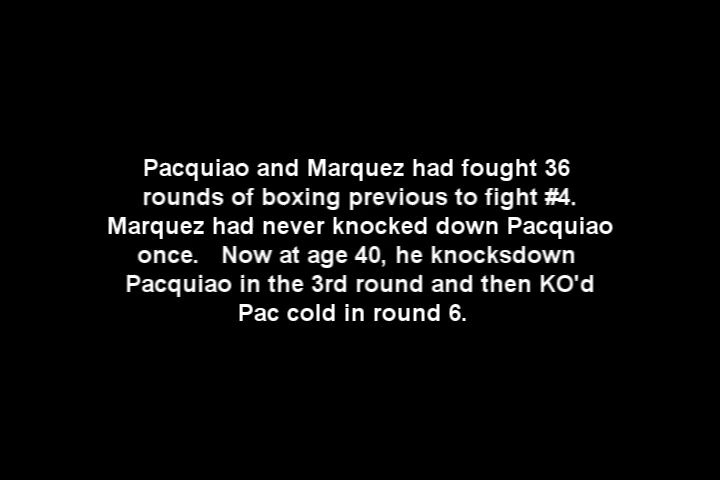 Pacquiao and Marquez had fought 36
rounds of boxing previous to fight #4.
Marquez had never knocked down Pacquiao
once. Now at age 40, he knocksdown
Pacquiao in the 3rd round and then KO'd
Pac cold in round 6.